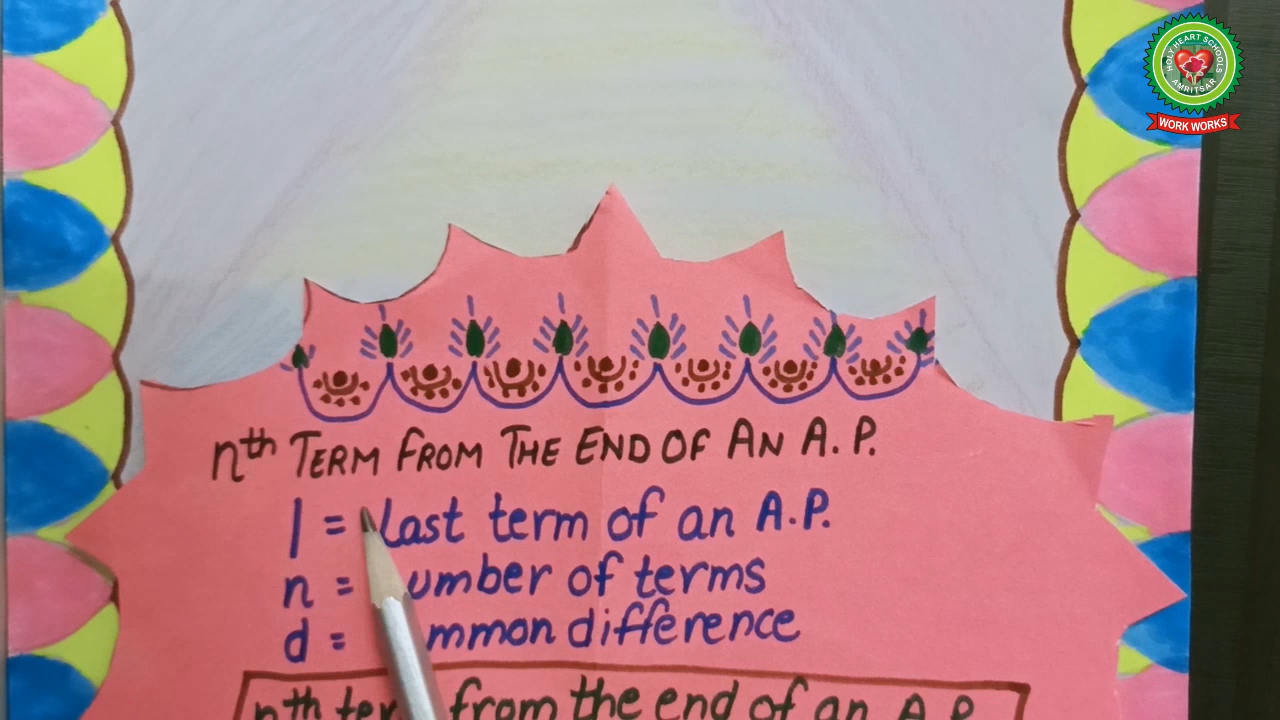 HOLY HEART SCHOOLS
AMRITSAR
WORK WORKS
nth TERM FROM THE END OF AN A.P.
l = Last term of an A.P.
n = umber of terms
d = mmon difference
nth ter from the end of an A.P.